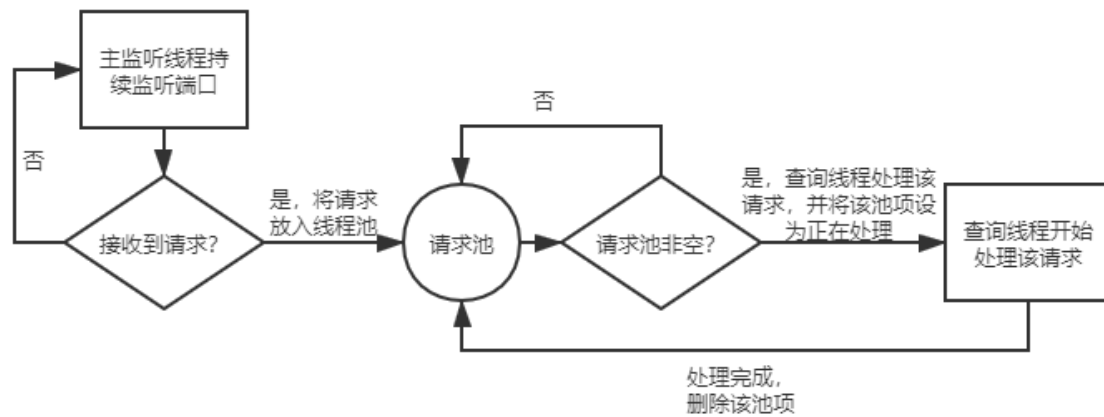 主监听线程持
续监听端口
否
接收到请求?
是，将请求
放入线程池
请求池
否
请求池非空?
是，查询线程处理该
请求，并将该池项设
为正在处理
查询线程开始
处理该请求
处理完成，
删除该池项